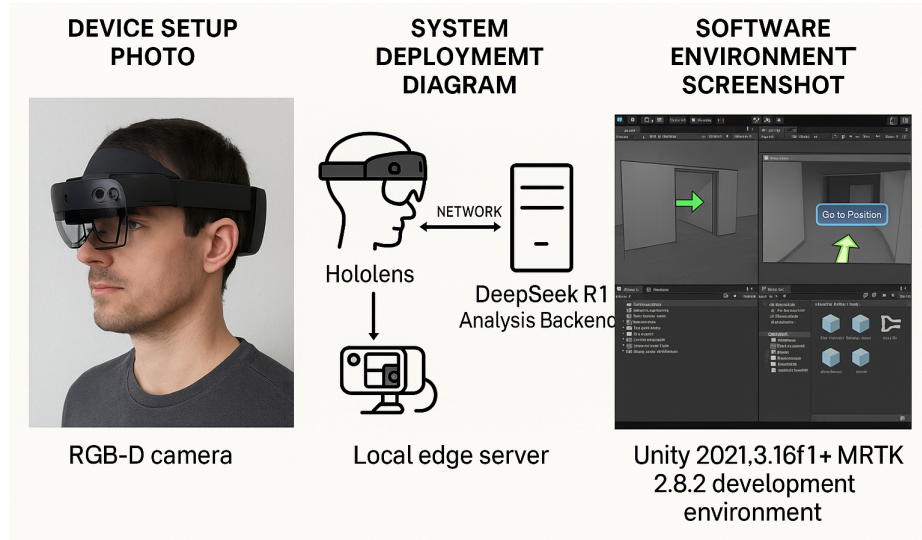 DEVICE SETUP
PHOTO
SYSTEM
DEPLOYMEMT
DIAGRAM
SOFTWARE
ENVIRONMENT
SCREENSHOT
NETWORK
Hololens
DeepSeek R1
Analysis Backend
Go to Position
RGB-D camera
Local edge server
Unity 2021,3.16f1+ MRTK
2.8.2 development
environment